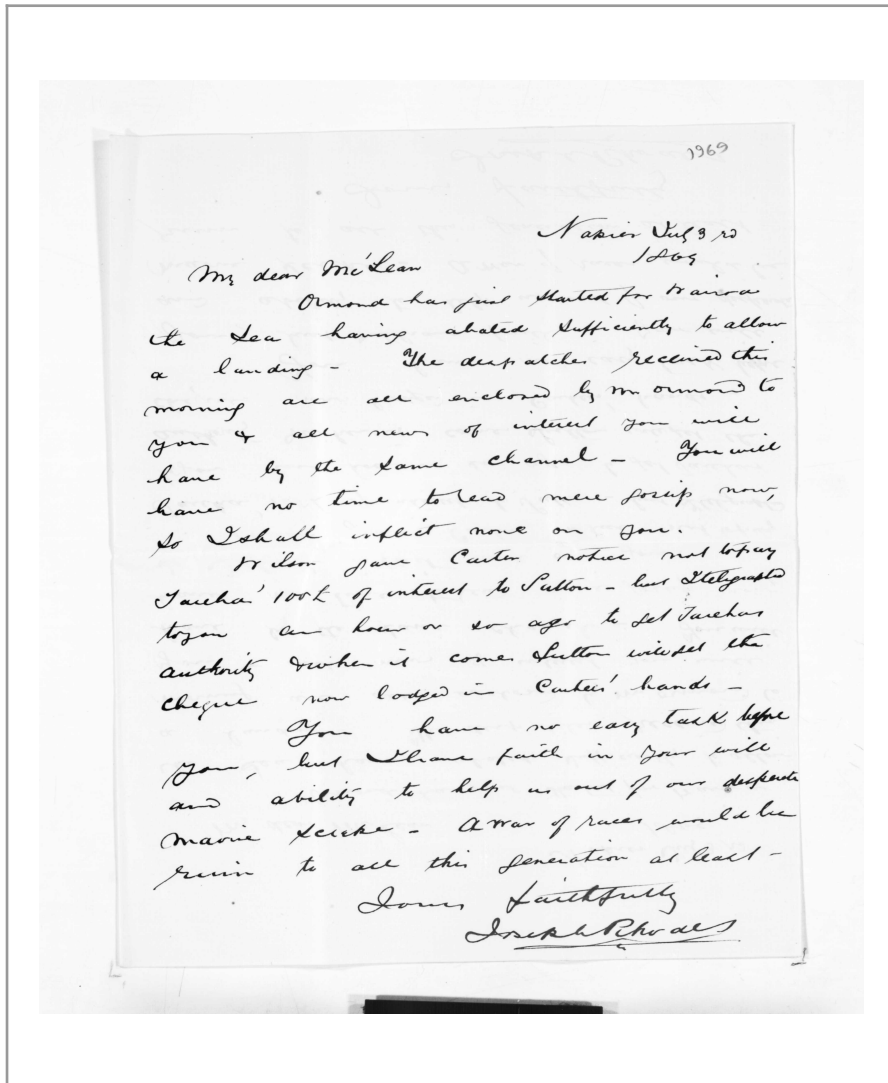 1969
Napier July 3rd
1869
My dear McLean
Ormond has just started for Wairoa
the sea having abated sufficiently to allow
a landing - The despatches received this
morning are all enclosed by Mr Ormond to
you & all news of interest you will
have by the same channel - You will
have no time to read mere gossip now,
so I shall inflict none on you.
Wilson gave Carter notice not to pay
Tareha' 100£ of interest to Sutton - but I telegraphed
to you an hour or so ago to get Tarehas
authority & when it comes Sutton will get the
cheque now lodged in Carters' hands -
You have no easy task before
you, but I have faith in your will
and ability to help us out of our desperate
Maorie - A war of races would be
ruin to all this generation at least -
Yours faithfully
Joseph Rhodes